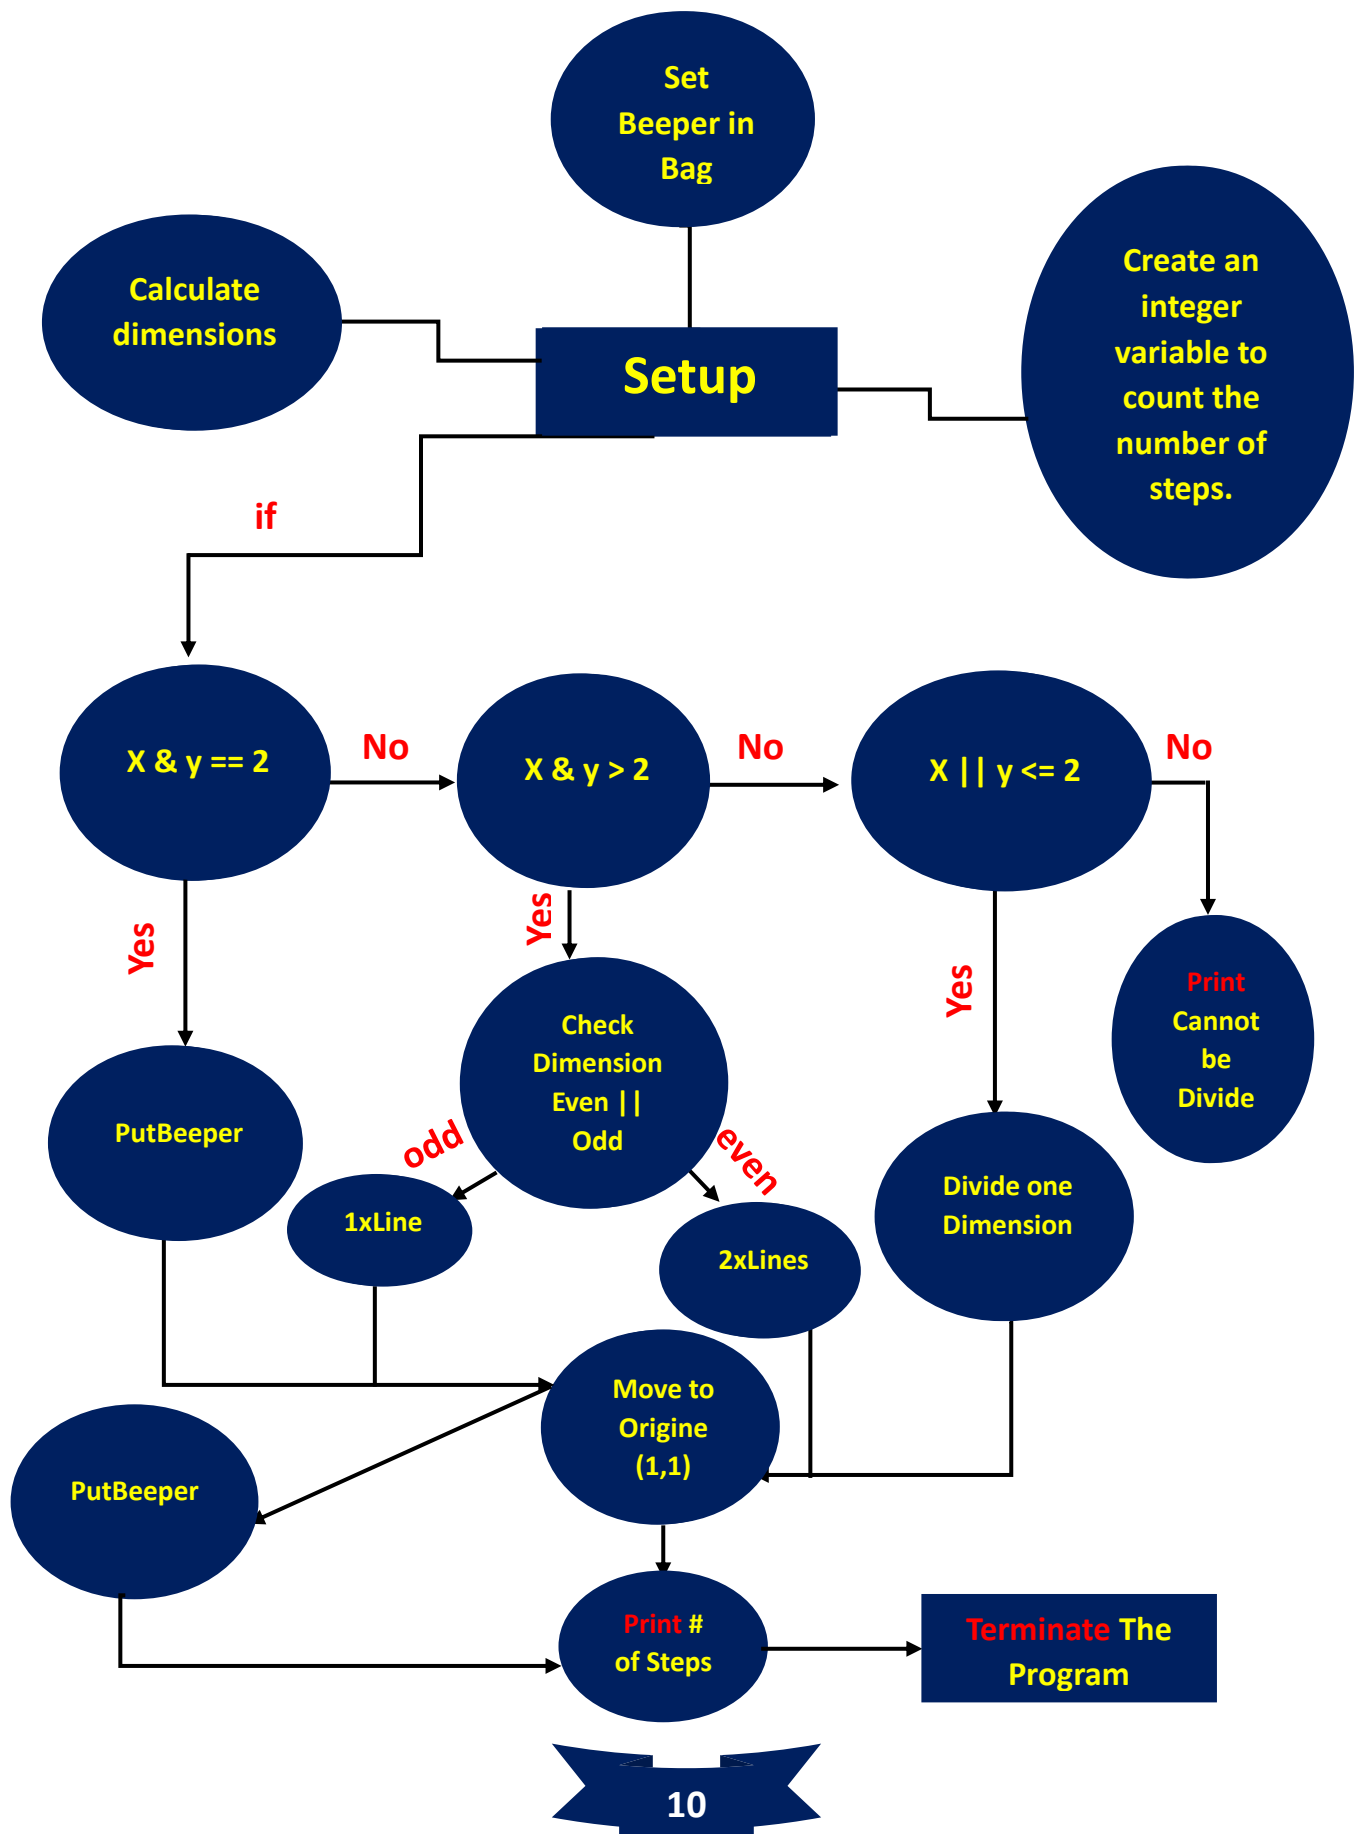 Set
Beeper in
Bag
Calculate
dimensions
Create an
integer
variable to
count the
number of
steps.
Setup
if
X & y == 2
No
X & y > 2
No
X || y <= 2
No
Yes
Yes
Yes
Print
Cannot
be
Divide
Check
Dimension
Even ||
Odd
PutBeeper
odd
even
Divide one
Dimension
1xLine
2xLines
Move to
Origine
(1,1)
PutBeeper
Print #
of Steps
Terminate The
Program
10